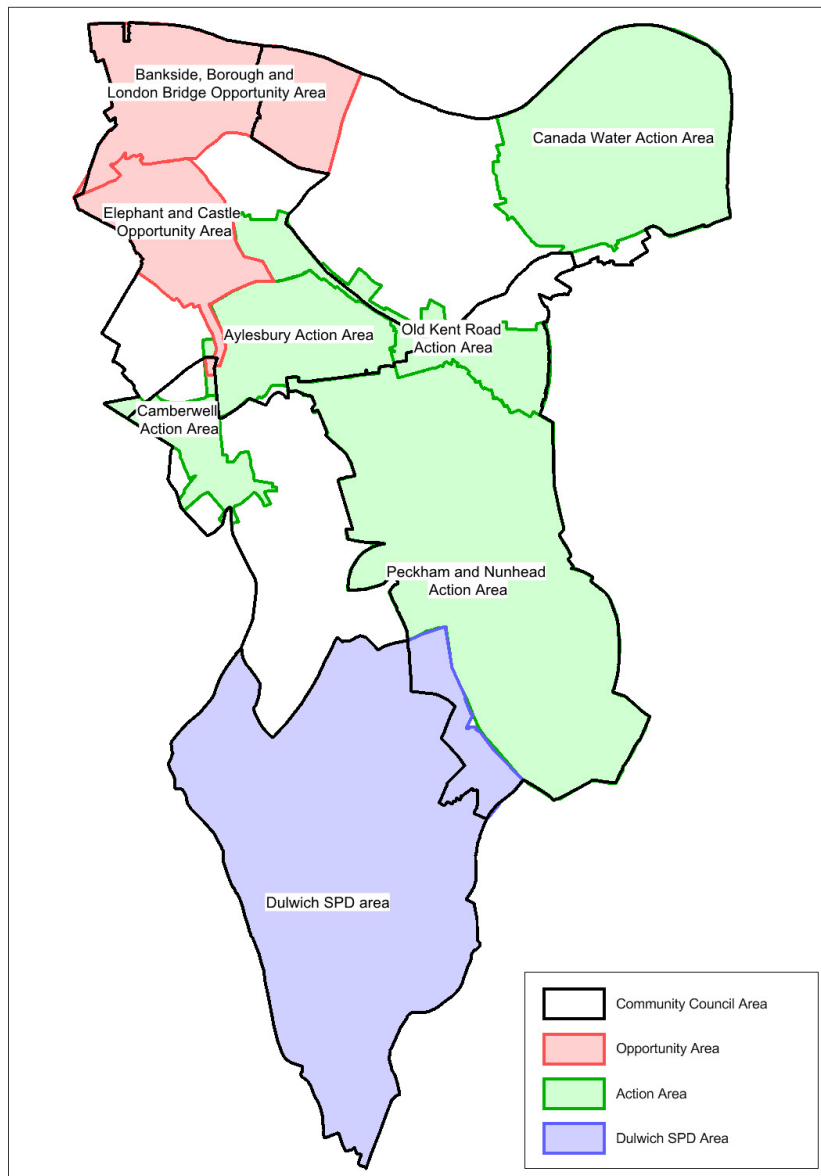 Bankside, Borough and
London Bridge Opportunity Area
Canada Water Action Area
Elephant and Castle
Opportunity Area
Aylesbury Action Area
Old Kent Road
Action Area
Camberwell
Action Area
Peckham and Nunhead
Action Area
Dulwich SPD area
Community Council Area
Opportunity Area
Action Area
Dulwich SPD Area